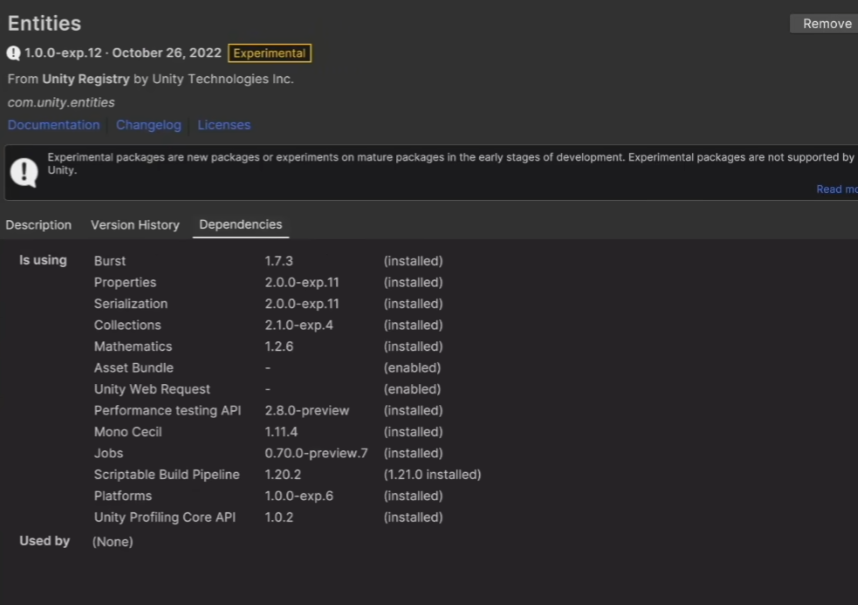 Entities
Remove
1.0.0-exp.12 · October 26, 2022 Experimental
From Unity Registry by Unity Technologies Inc.
com.unity.entities
Documentation Changelog Licenses
Experimental packages are new packages or experiments on mature packages in the early stages of development. Experimental packages are not supported by
Unity.
Read mo
Description Version History Dependencies
Is using Burst 1.7.3 (installed)
Properties 2.0.0-exp.11 (installed)
Serialization 2.0.0-exp.11 (installed)
Collections 2.1.0-exp.4 (installed)
Mathematics 1.2.6 (installed)
Asset Bundle - (enabled)
Unity Web Request - (enabled)
Performance testing API 2.8.0-preview (installed)
Mono Cecil 1.11.4 (installed)
Jobs 0.70.0-preview.7 (installed)
Scriptable Build Pipeline 1.20.2 (1.21.0 installed)
Platforms 1.0.0-exp.6 (installed)
Unity Profiling Core API 1.0.2 (installed)
Used by (None)